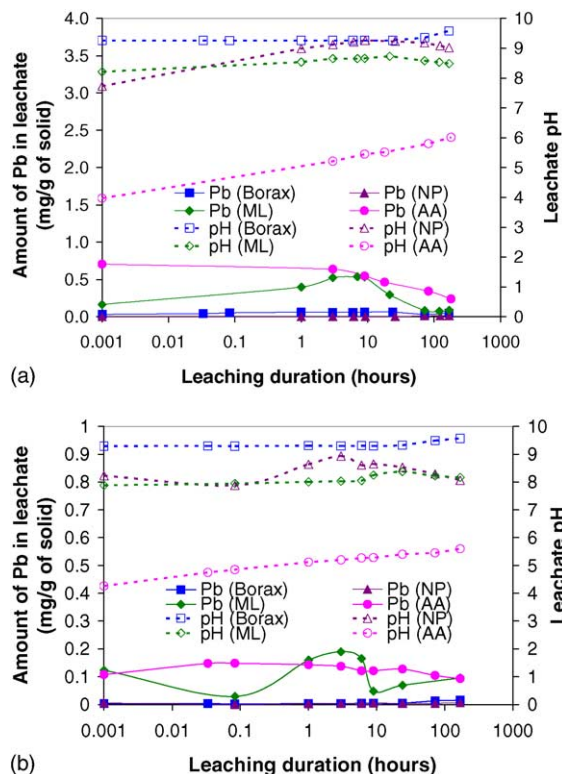 4.0
3.5
3.0
2.5
2.0
1.5
1.0
0.5
0.0
Amount of Pb in leachate
(mg/g of solid)
10
9
8
7
6
5
4
3
2
1
0
Leachate pH
Pb (Borax)
Pb (NP)
Pb (ML)
Pb (AA)
pH (Borax)
pH (NP)
pH (ML)
pH (AA)
0.001
0.1
10
1000
Leaching duration (hours)
(a)
1
0.9
0.8
0.7
0.6
0.5
0.4
0.3
0.2
0.1
0
Amount of Pb in leachate
(mg/g of solid)
10
9
8
7
6
5
4
3
2
1
0
Leachate pH
Pb (Borax)
Pb (NP)
Pb (ML)
Pb (AA)
pH (Borax)
pH (NP)
pH (ML)
pH (AA)
0.001
0.01
0.1
1
10
100
1000
Leaching duration (hours)
(b)